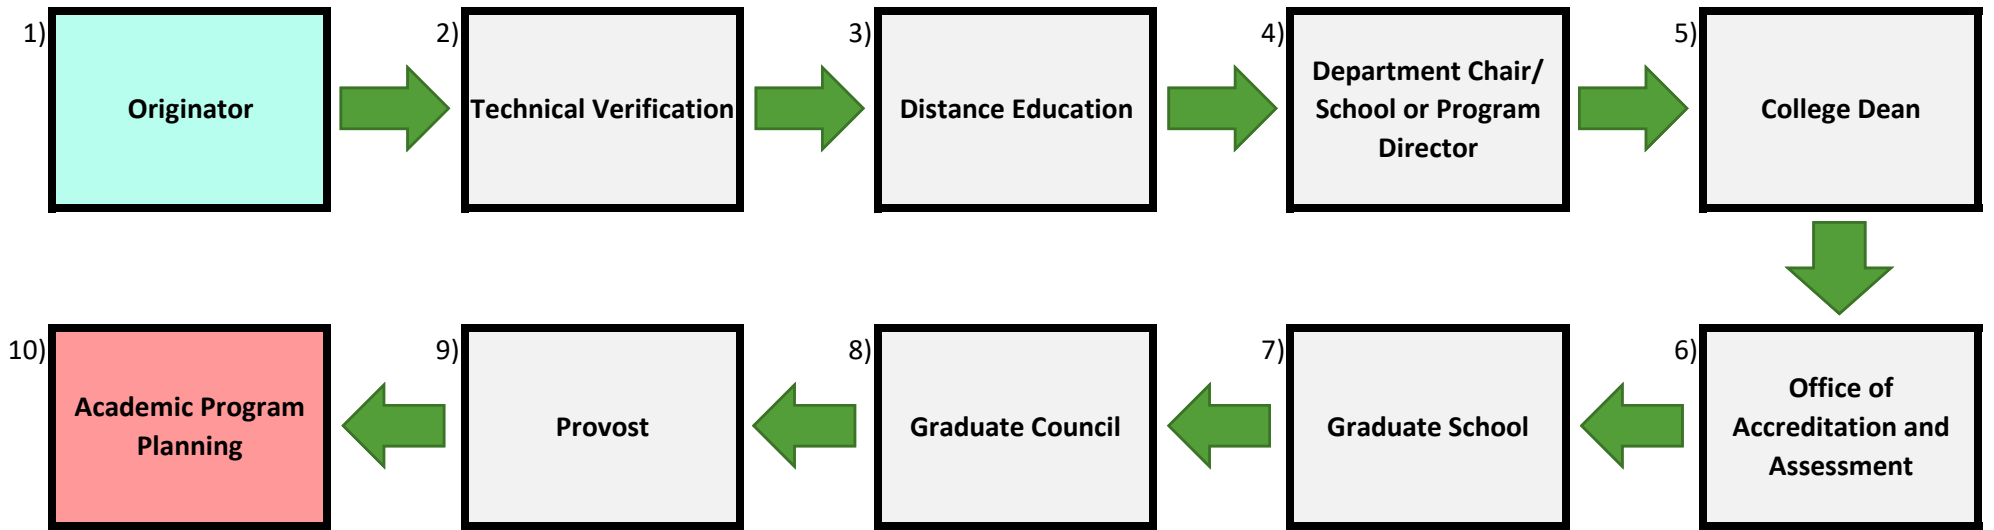 1)
Originator
2)
Technical Verification
3)
Distance Education
4)
Department Chair/
School or Program
Director
5)
College Dean
6)
Office of
Accreditation and
Assessment
7)
Graduate School
8)
Graduate Council
9)
Provost
10)
Academic Program
Planning